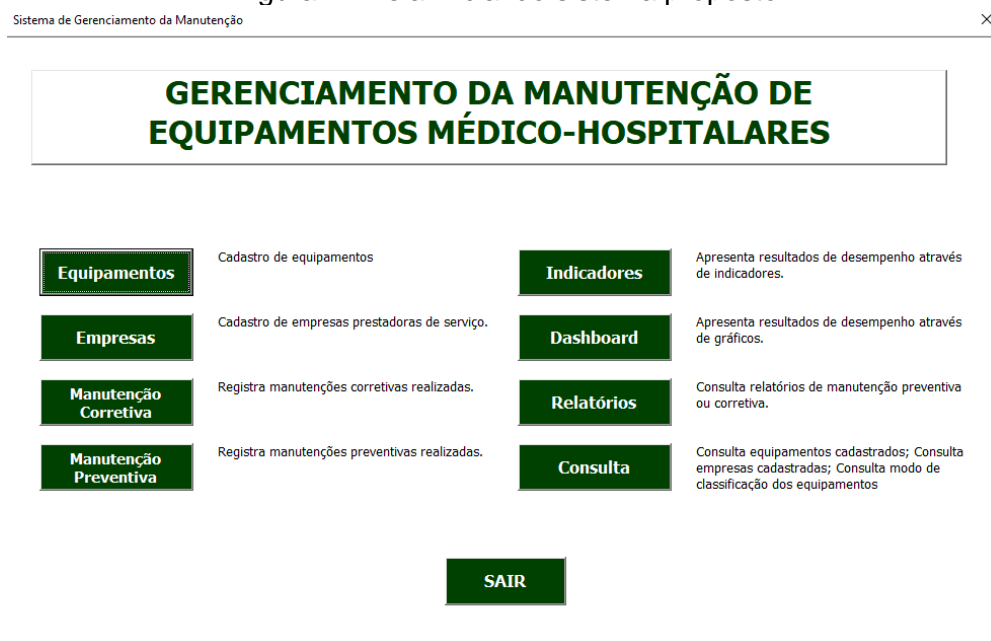 Sistema de Gerenciamento da Manutenção
GERENCIAMENTO DA MANUTENÇÃO DE
EQUIPAMENTOS MÉDICO-HOSPITALARES
Equipamentos
Cadastro de equipamentos
Empresas
Cadastro de empresas prestadoras de serviço.
Manutenção
Corretiva
Registra manutenções corretivas realizadas.
Manutenção
Preventiva
Registra manutenções preventivas realizadas.
Indicadores
Apresenta resultados de desempenho através
de indicadores.
Dashboard
Apresenta resultados de desempenho através
de gráficos.
Relatórios
Consulta relatórios de manutenção preventiva
ou corretiva.
Consulta
Consulta equipamentos cadastrados; Consulta
empresas cadastradas; Consulta modo de
classificação dos equipamentos
SAIR